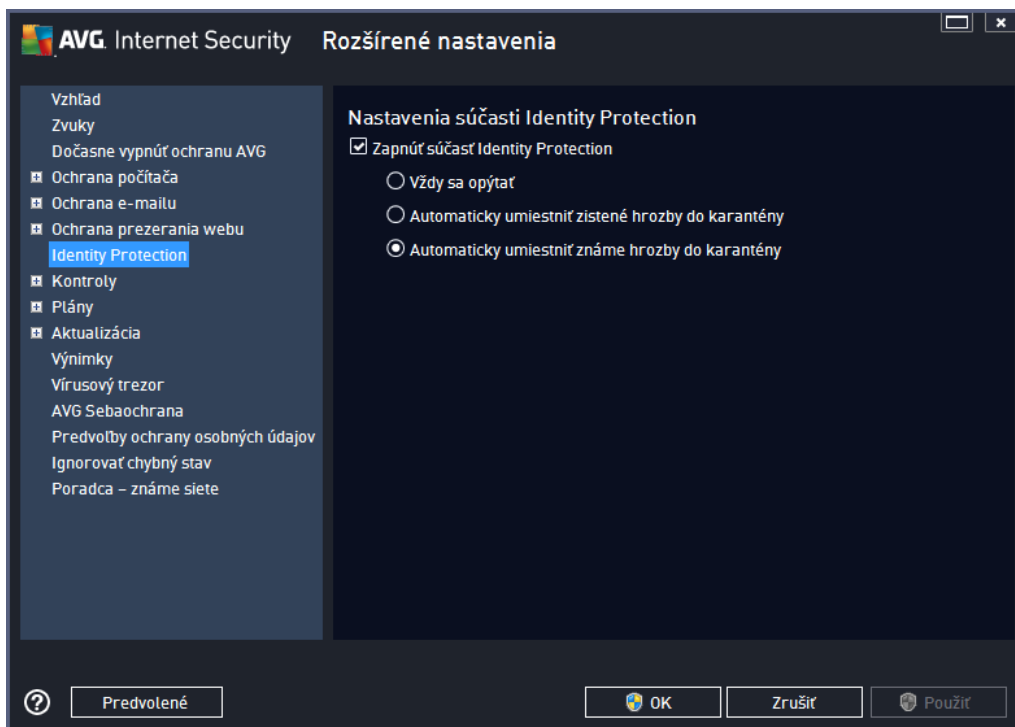 AVG. Internet Security Rozšírené nastavenia
Vzhľad
Zvuky
Dočasne vypnúť ochranu AVG
Ochrana počítača
Ochrana e-mailu
Ochrana prezerania webu
Identity Protection
Kontroly
Plány
Aktualizácia
Výnimky
Vírusový trezor
AVG Sebaochrana
Predvoľby ochrany osobných údajov
Ignorovať chybný stav
Poradca – známe siete
Nastavenia súčasti Identity Protection
Zapnúť súčasť Identity Protection
Vždy sa opýtať
Automaticky umiestniť zistené hrozby do karantény
Automaticky umiestniť známe hrozby do karantény
Predvolené
OK
Zrušiť
Použiť